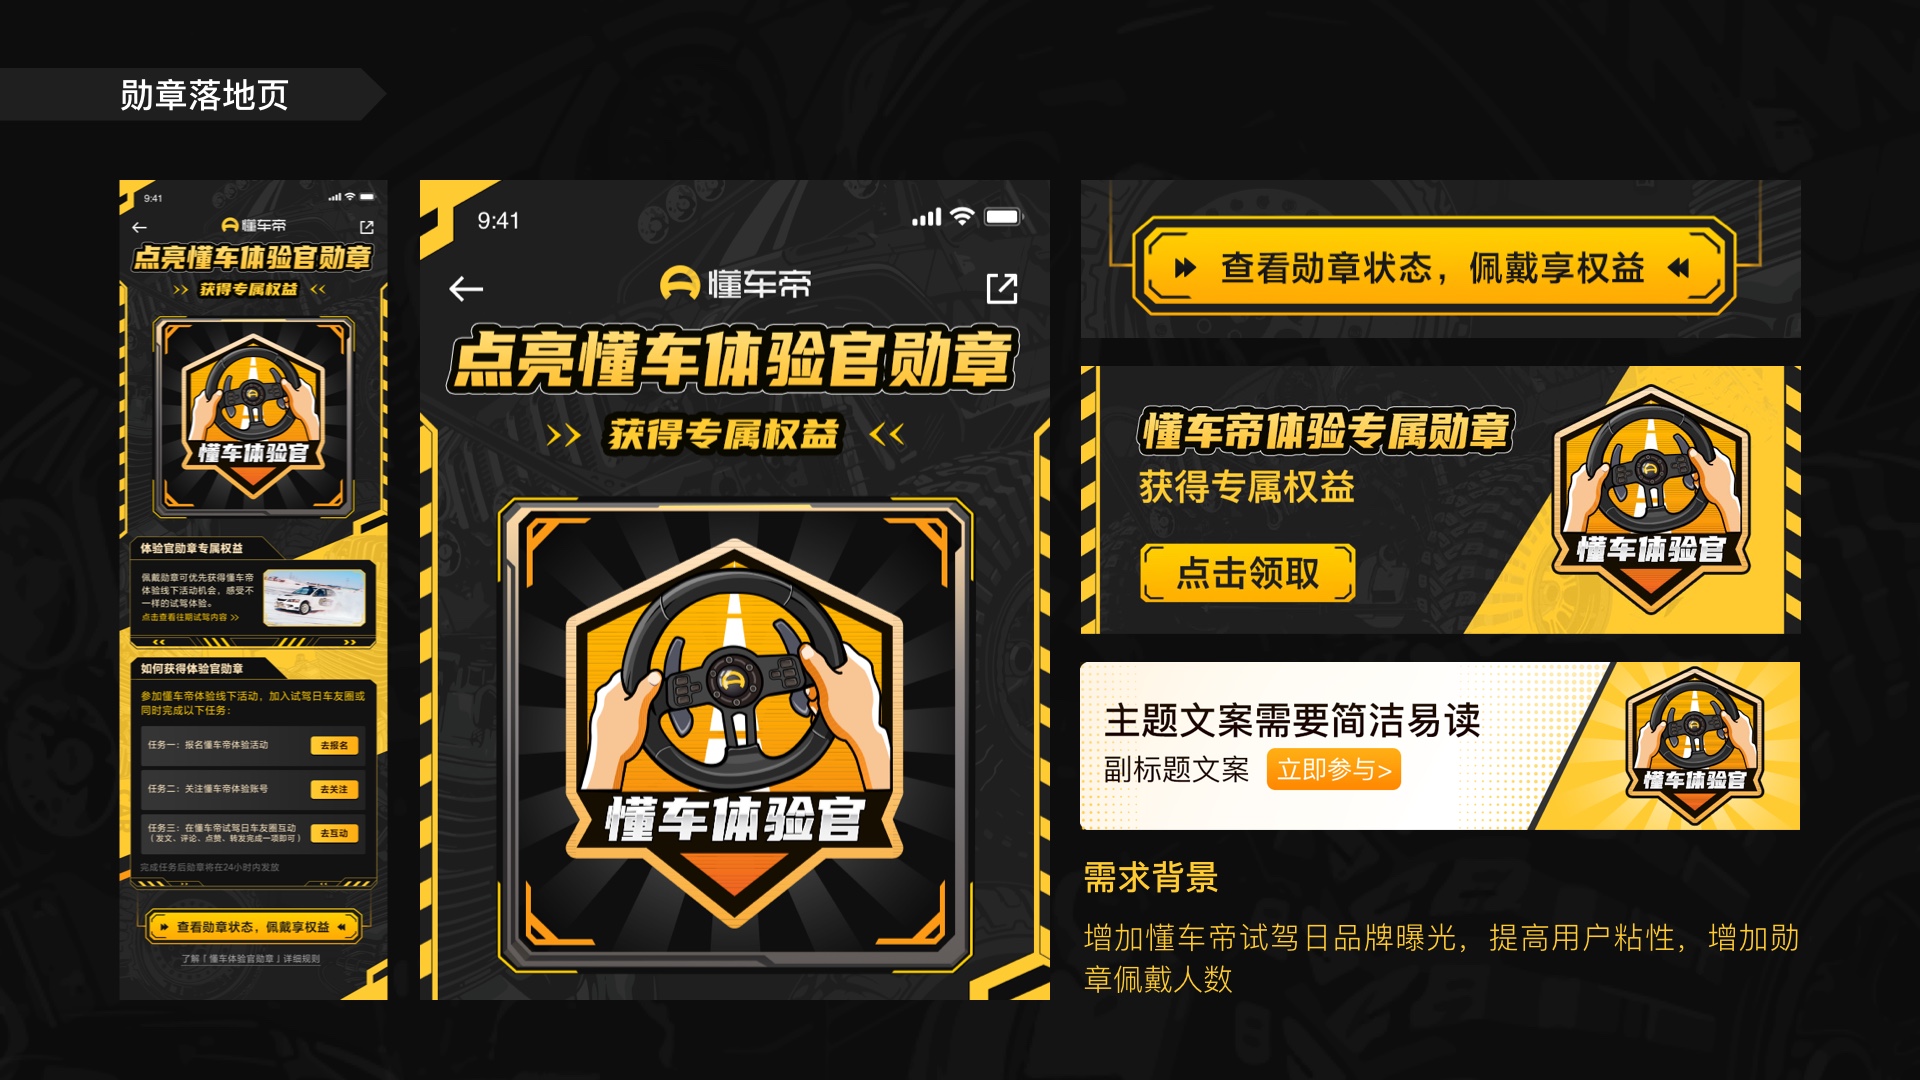 勋章落地页
9:41
懂车帝
点亮懂车体验官勋章
获得专属权益
懂车体验官
体验官勋章专属权益
佩戴勋章可优先获得懂车帝
体验线下活动机会，感受不
一样的试驾体验。
点击查看往期试驾内容 >>
如何获得体验官勋章
参加懂车帝体验线下活动，加入试驾日车友圈或
同时完成以下任务：
任务一：报名懂车帝体验活动
去报名
任务二：关注懂车帝体验账号
去关注
任务三：在懂车帝试驾日车友圈互动
（发文、评论、点赞、转发完成一项即可）
去互动
完成任务后勋章将在24小时内发放
查看勋章状态，佩戴享权益
了解「懂车体验官勋章」详细规则
9:41
懂车帝
点亮懂车体验官勋章
获得专属权益
懂车体验官
查看勋章状态，佩戴享权益
懂车帝体验专属勋章
获得专属权益
点击领取
懂车体验官
主题文案需要简洁易读
副标题文案
立即参与>
懂车体验官
需求背景
增加懂车帝试驾日品牌曝光，提高用户粘性，增加勋
章佩戴人数